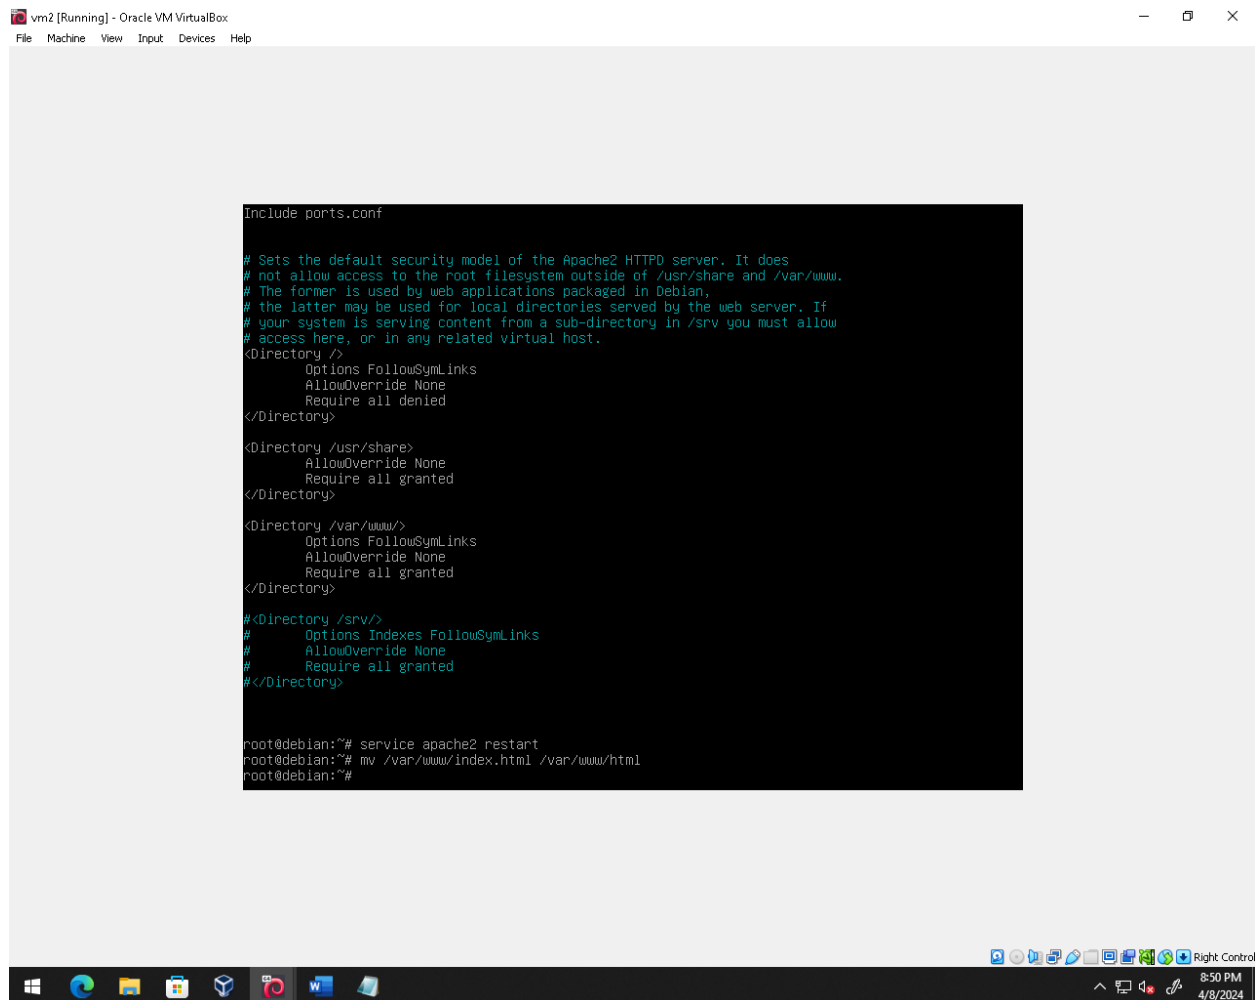 vm2 [Running] - Oracle VM VirtualBox
File Machine View Input Devices Help
Include ports.conf
# Sets the default security model of the Apache2 HTTPD server. It does
# not allow access to the root filesystem outside of /usr/share and /var/www.
# The former is used by web applications packaged in Debian,
# the latter may be used for local directories served by the web server. If
# your system is serving content from a sub-directory in /srv you must allow
# access here, or in any related virtual host.
<Directory />
        Options FollowSymLinks
        AllowOverride None
        Require all denied
</Directory>
<Directory /usr/share>
        AllowOverride None
        Require all granted
</Directory>
<Directory /var/www/>
        Options FollowSymLinks
        AllowOverride None
        Require all granted
</Directory>
#<Directory /srv/>
#       Options Indexes FollowSymLinks
#       AllowOverride None
#       Require all granted
#</Directory>
root@debian:~# service apache2 restart
root@debian:~# mv /var/www/index.html /var/www/html
root@debian:~#
Right Control
8:50 PM
4/8/2024